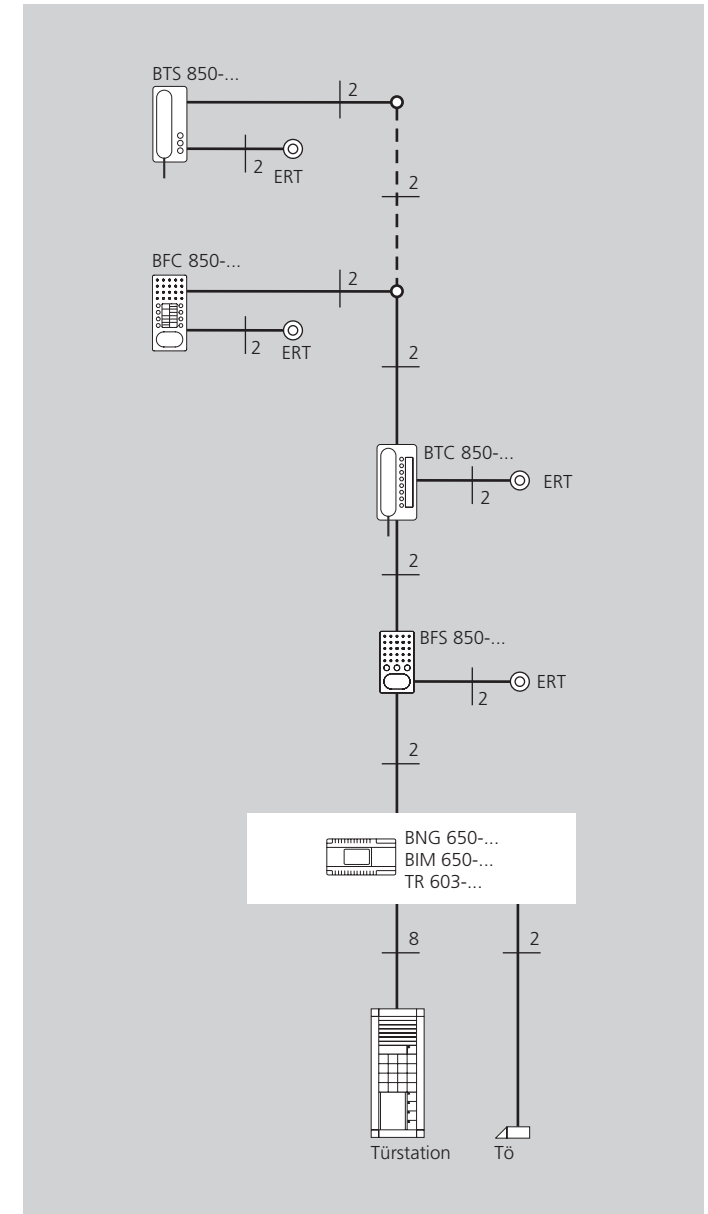 BTS 850-...
2
2
ERT
2
BFC 850-...
2
2
ERT
2
BTC 850-...
ERT
2
2
BFS 850-...
ERT
2
2
BNG 650-...
BIM 650-...
TR 603-...
8
2
Türstation
Tö